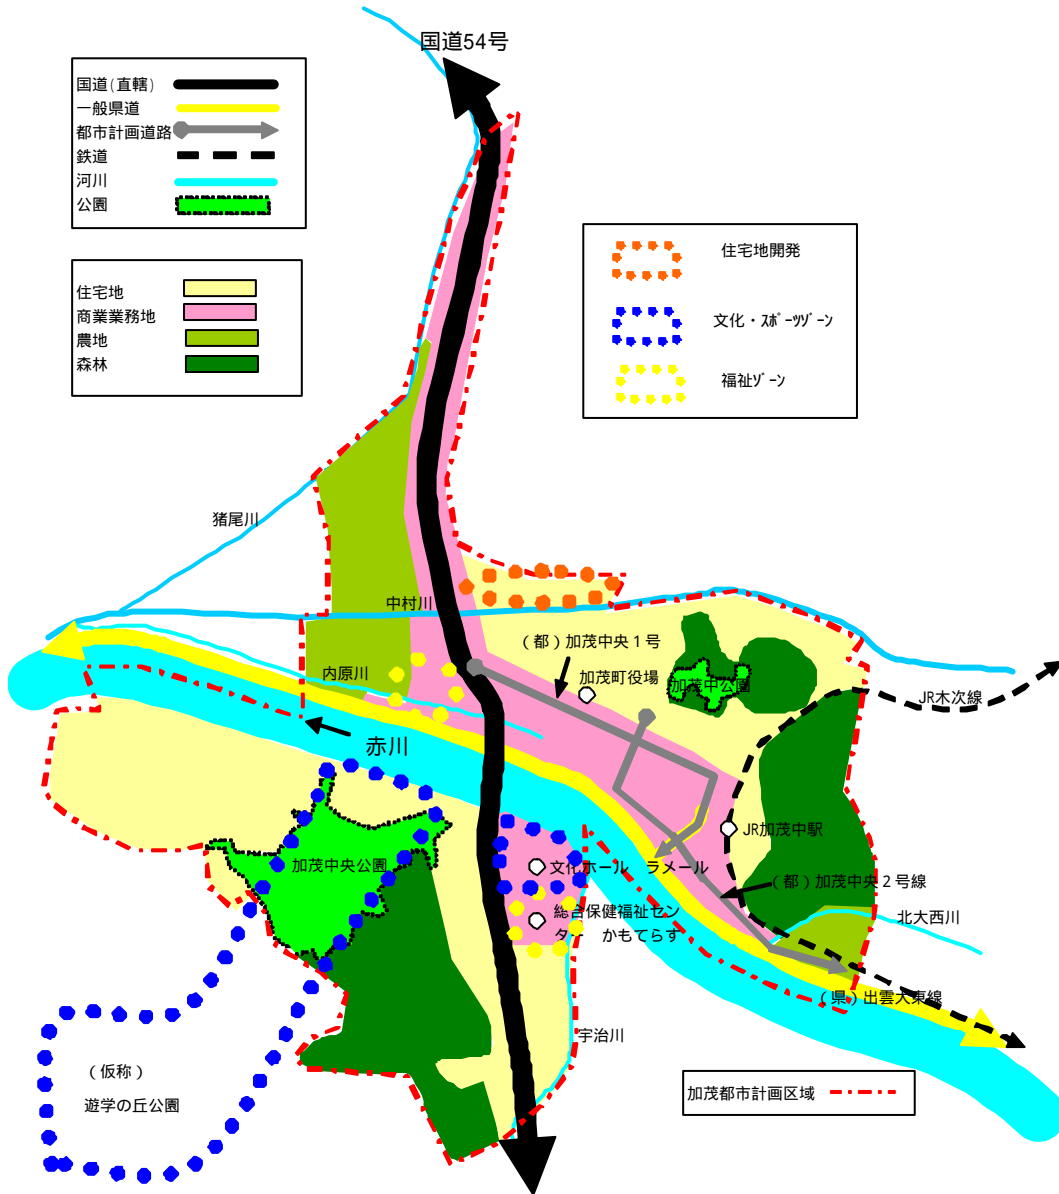 国道54号
国道(直轄)
一般県道
都市計画道路
鉄道
河川
公園
住宅地
商業業務地
農地
森林
住宅地開発
文化・ｽﾎﾟｰﾂｿﾞｰﾝ
福祉ｿﾞｰﾝ
猪尾川
中村川
（都）加茂中央１号
内原川
加茂町役場
加茂中公園
JR木次線
赤川
JR加茂中駅
加茂中央公園
文化ホール　ラメール
（都）加茂中央２号線
総合保健福祉セン
ター　かもてらす
北大西川
（県）出雲大東線
宇治川
（仮称）
遊学の丘公園
加茂都市計画区域